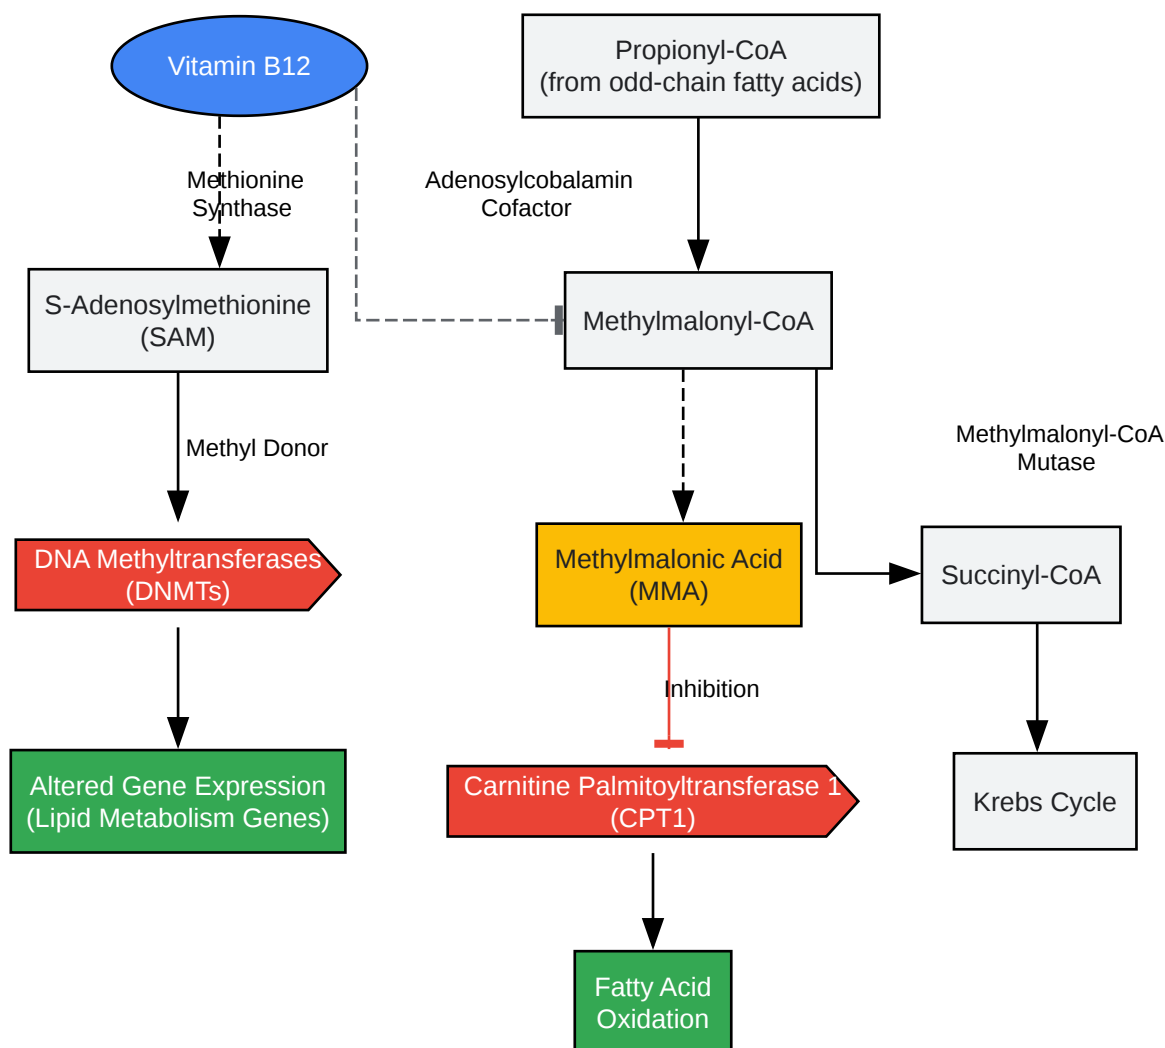 Vitamin B12
Propionyl-CoA
(from odd-chain fatty acids)
Methionine
Synthase
Adenosylcobalamin
Cofactor
S-Adenosylmethionine
(SAM)
Methylmalonyl-CoA
Methyl Donor
Methylmalonyl-CoA
Mutase
DNA Methyltransferases
(DNMTs)
Methylmalonic Acid
(MMA)
Succinyl-CoA
Inhibition
Altered Gene Expression
(Lipid Metabolism Genes)
Carnitine Palmitoyltransferase 1
(CPT1)
Krebs Cycle
Fatty Acid
Oxidation